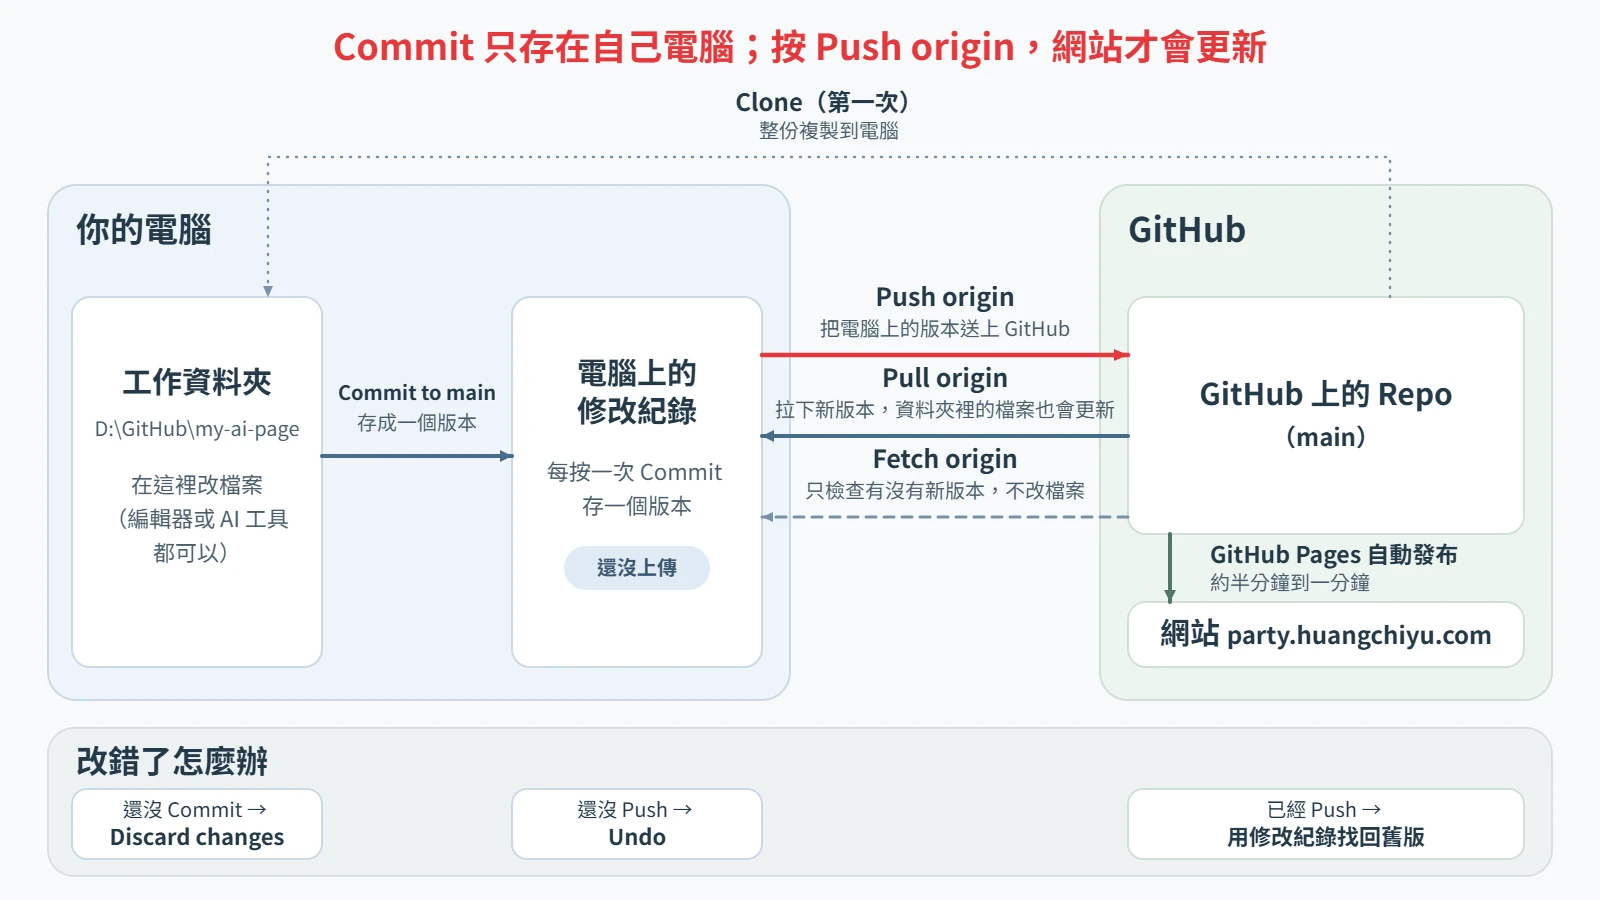 Commit 只存在自己電腦；按 Push origin，網站才會更新
Clone（第一次）
整份複製到電腦
你的電腦
工作資料夾
D:\GitHub\my-ai-page
在這裡改檔案
（編輯器或 AI 工具
都可以）
Commit to main
存成一個版本
電腦上的
修改紀錄
每按一次 Commit
存一個版本
還沒上傳
Push origin
把電腦上的版本送上 GitHub
Pull origin
拉下新版本，資料夾裡的檔案也會更新
Fetch origin
只檢查有沒有新版本，不改檔案
GitHub
GitHub 上的 Repo
（main）
GitHub Pages 自動發布
約半分鐘到一分鐘
網站 party.huangchiyu.com
改錯了怎麼辦
還沒 Commit →
Discard changes
還沒 Push →
Undo
已經 Push →
用修改紀錄找回舊版